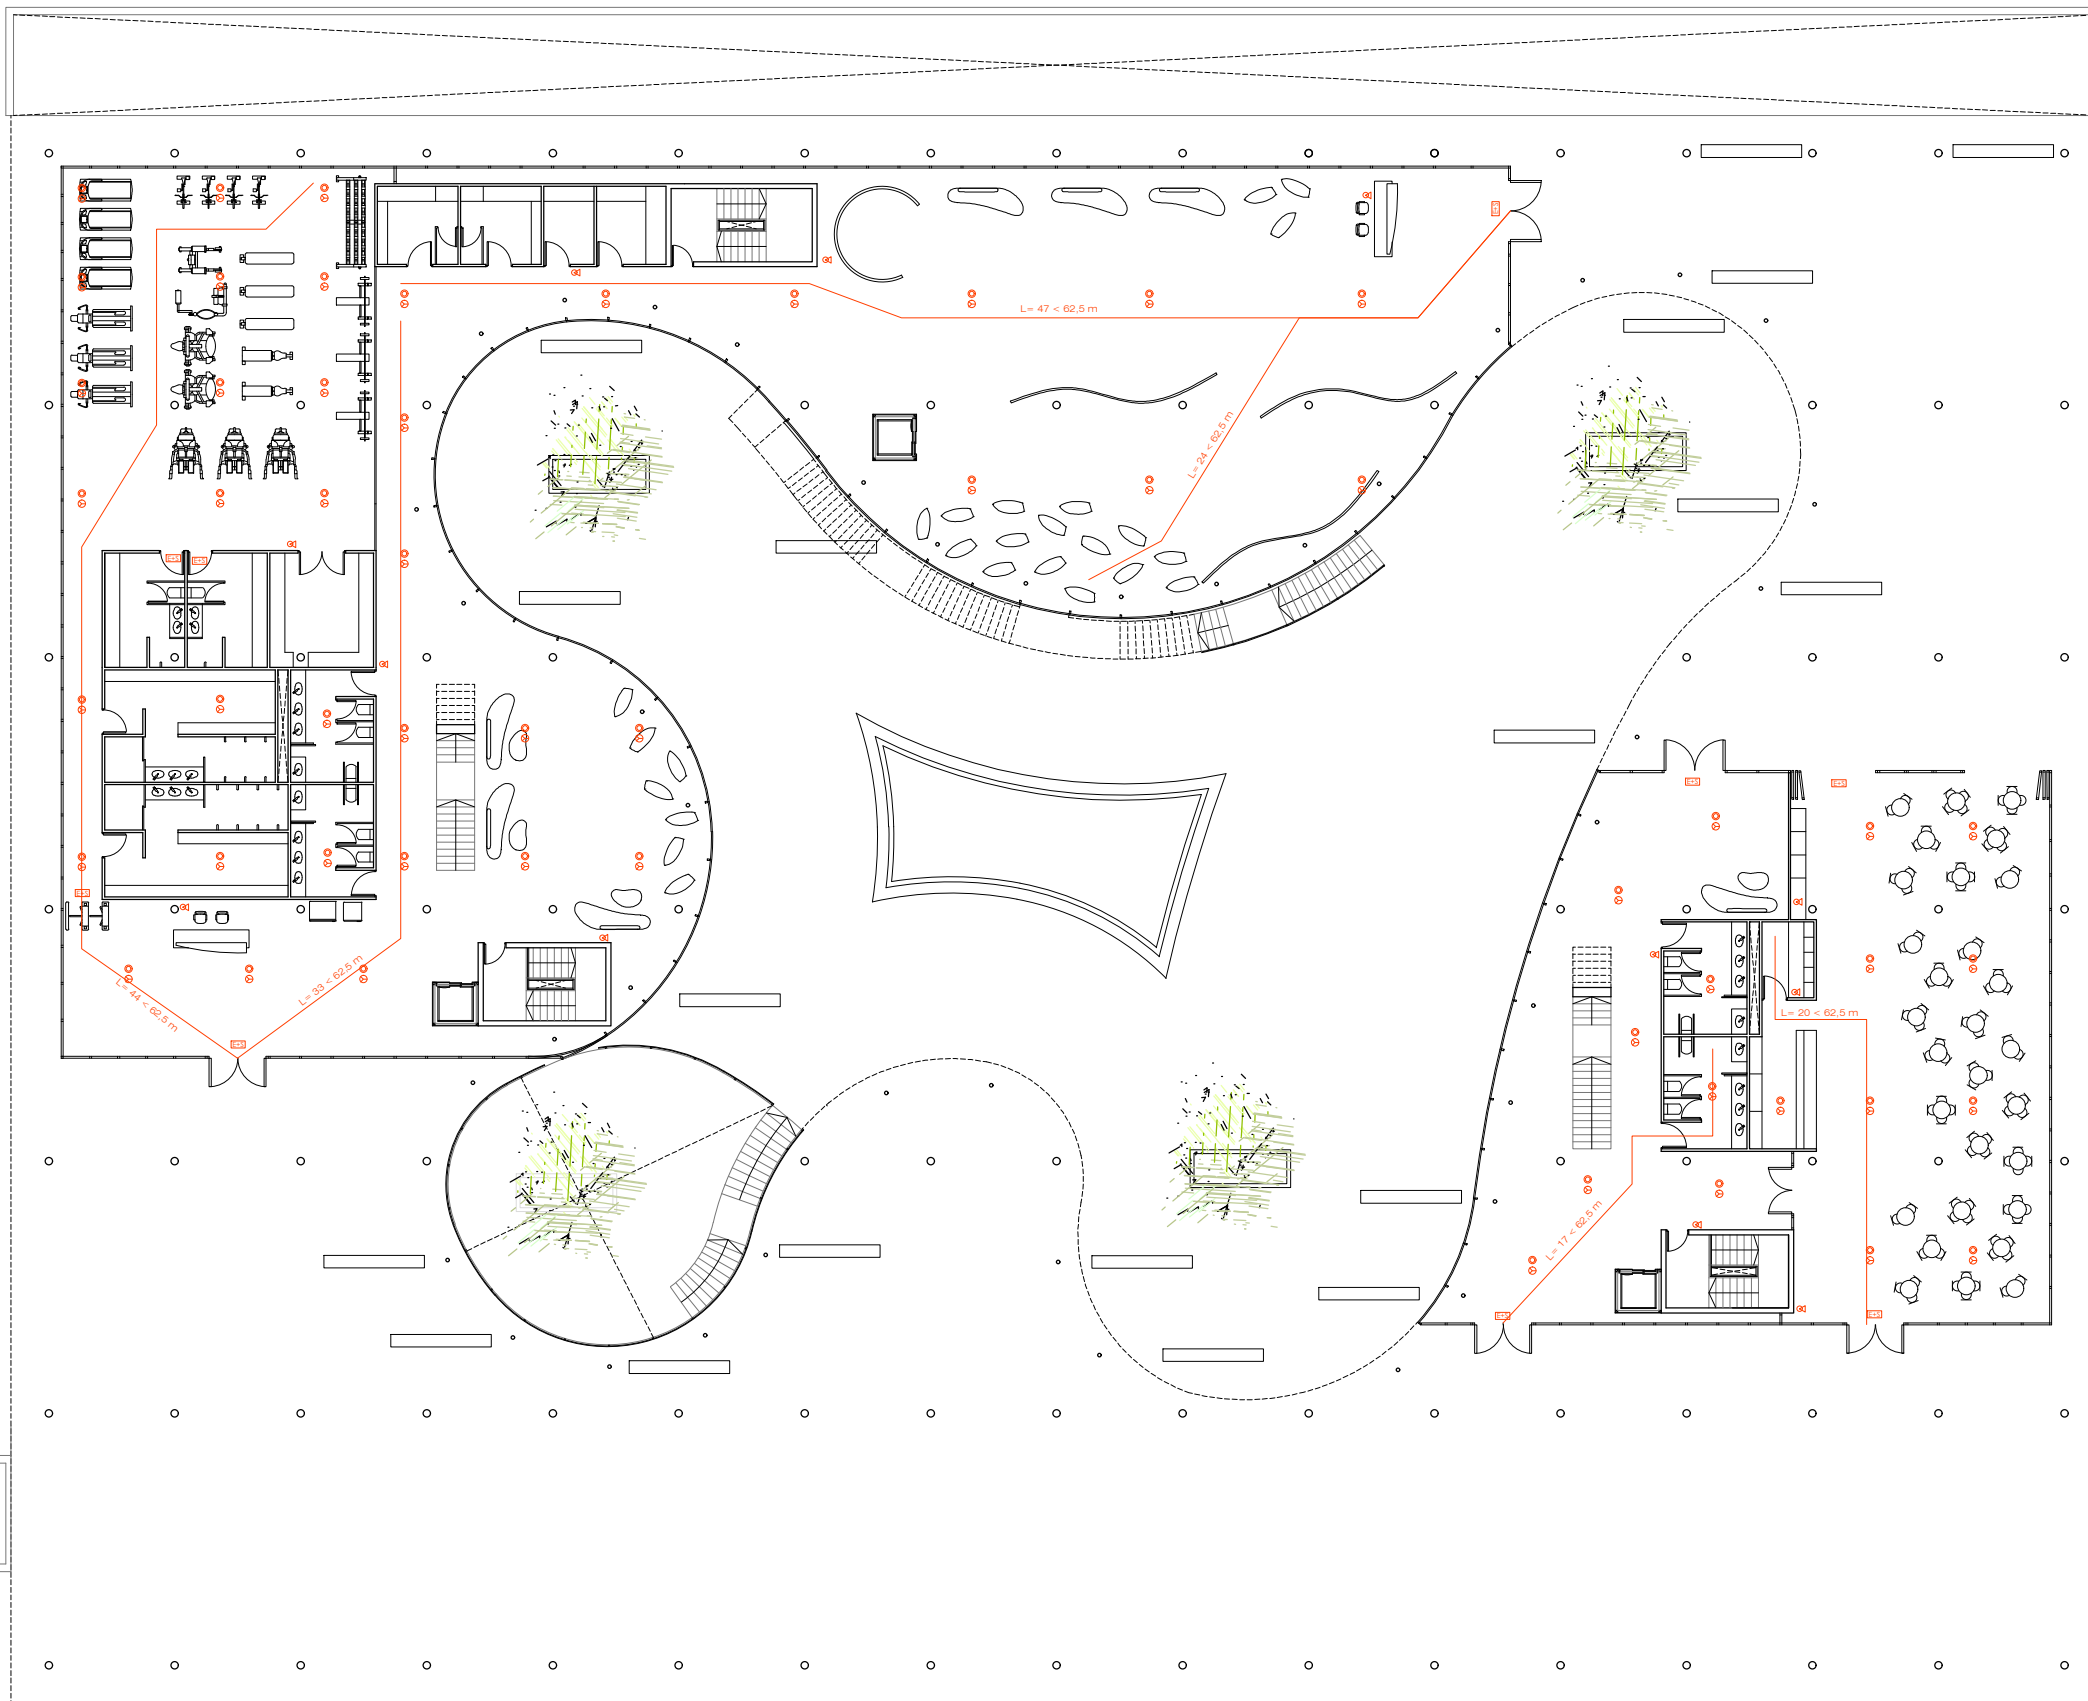 E+S
L= 47 < 62,5 m
L= 24 < 62,5 m
E+S
E+S
E+S
E+S
E+S
L= 44 < 62,5 m
L= 33 < 62,5 m
L= 20 < 62,5 m
E+S
L= 17 < 62,5 m
E+S
E+S